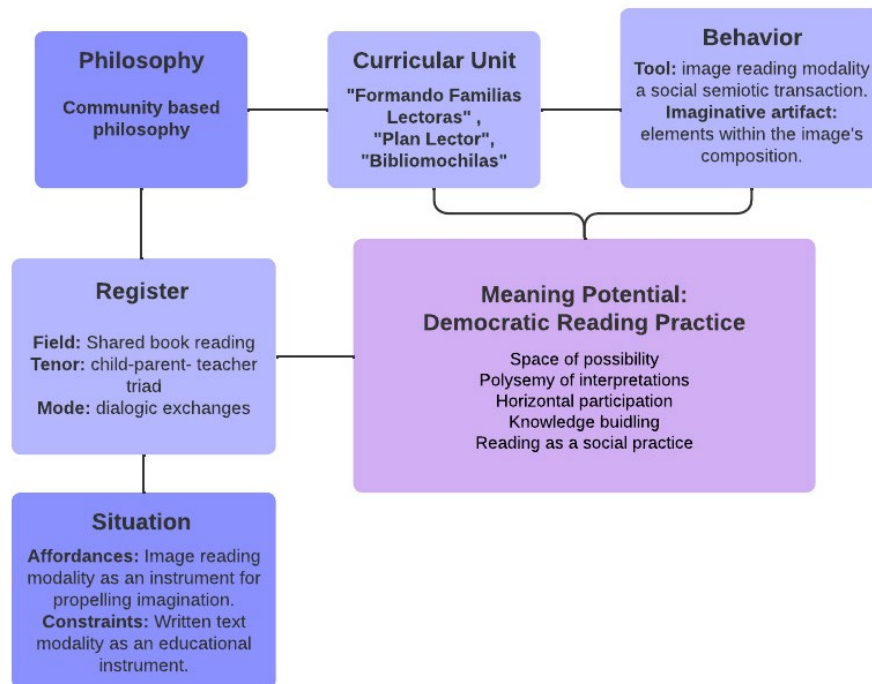 Philosophy
Community based
philosophy
Curricular Unit
"Formando Familias
Lectoras" ,
"Plan Lector",
"Bibliomochilas"
Behavior
Tool: image reading modality
a social semiotic transaction.
Imaginative artifact:
elements within the image's
composition.
Register
Field: Shared book reading
Tenor: child-parent- teacher
triad
Mode: dialogic exchanges
Meaning Potential:
Democratic Reading Practice
Space of possibility
Polysemy of interpretations
Horizontal participation
Knowledge buidling
Reading as a social practice
Situation
Affordances: Image reading
modality as an instrument for
propelling imagination.
Constraints: Written text
modality as an educational
instrument.